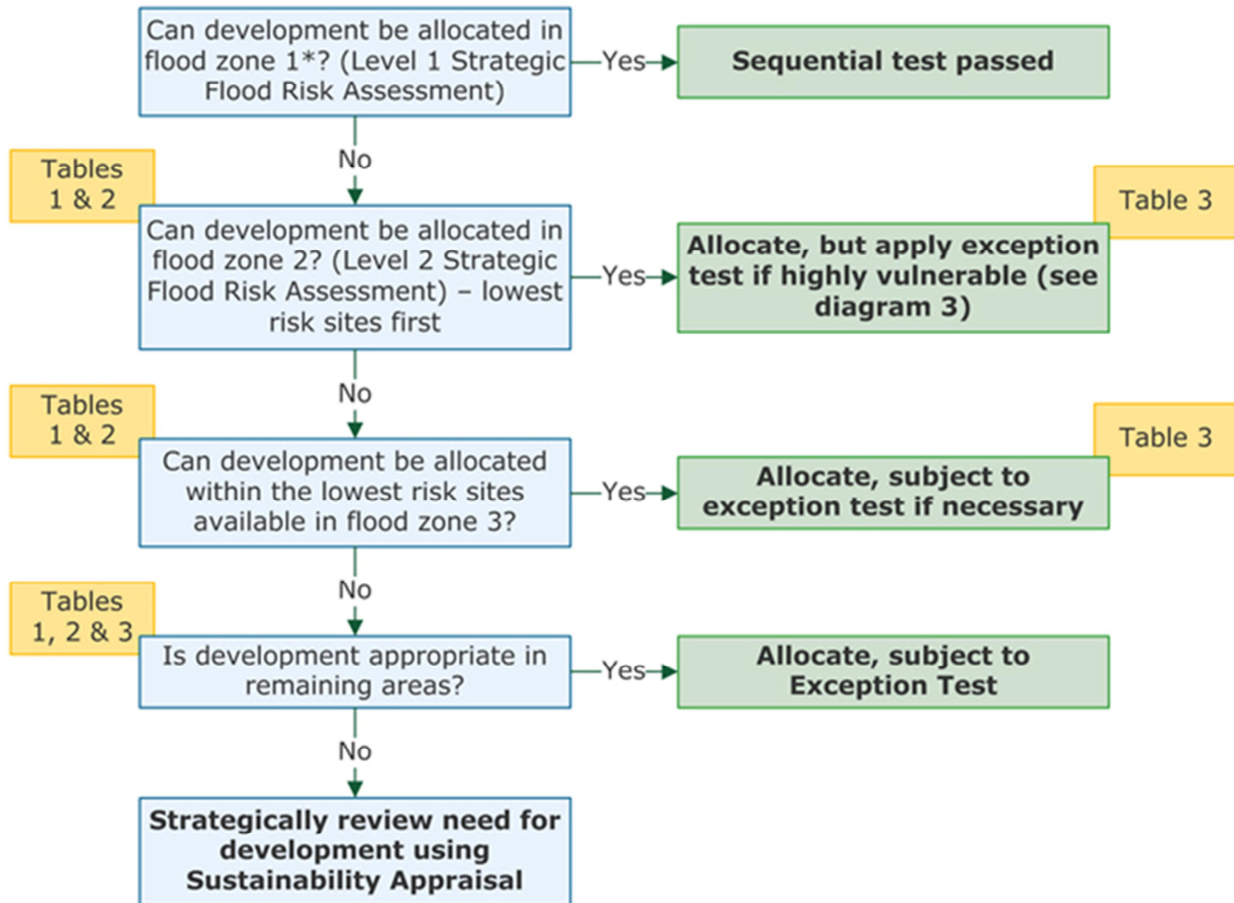 Can development be allocated in
flood zone 1*? (Level 1 Strategic
Flood Risk Assessment)
Yes
Sequential test passed
No
Tables
1 & 2
Can development be allocated in
flood zone 2? (Level 2 Strategic
Flood Risk Assessment) – lowest
risk sites first
Yes
Allocate, but apply exception
test if highly vulnerable (see
diagram 3)
Table 3
No
Tables
1 & 2
Can development be allocated
within the lowest risk sites
available in flood zone 3?
Yes
Allocate, subject to
exception test if necessary
Table 3
No
Tables
1, 2 & 3
Is development appropriate in
remaining areas?
Yes
Allocate, subject to
Exception Test
No
Strategically review need for
development using
Sustainability Appraisal